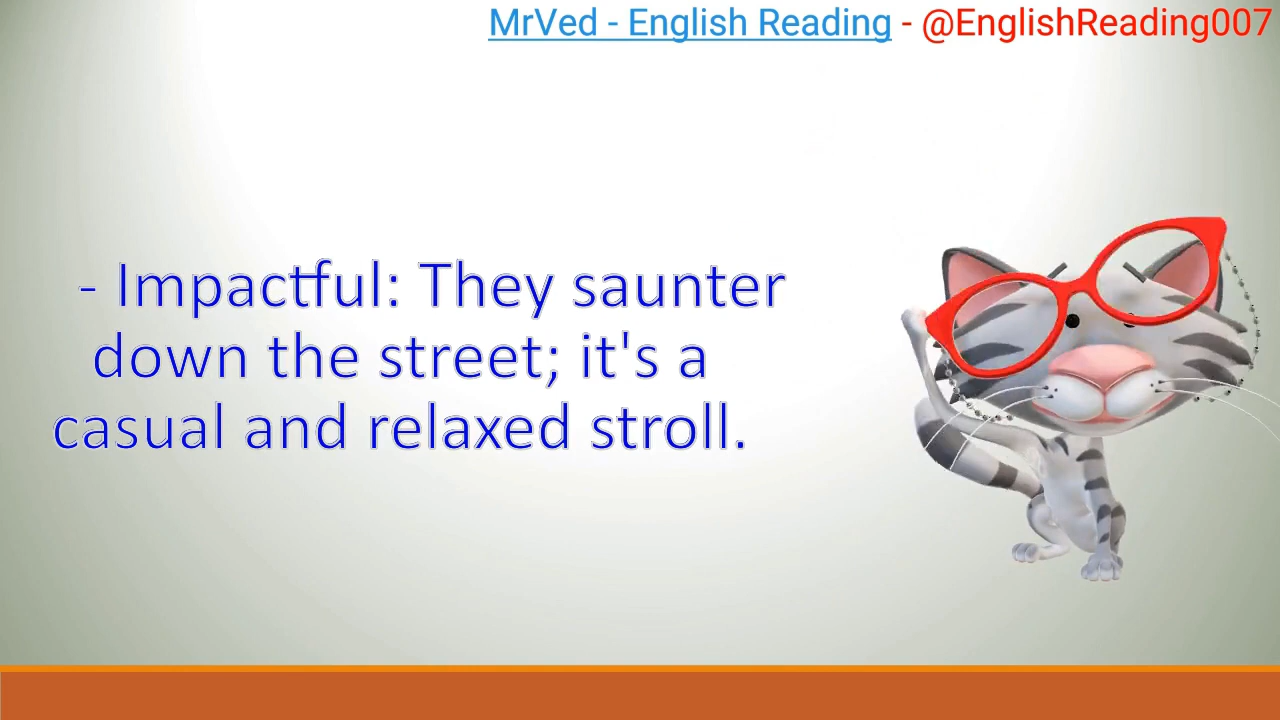 MrVed - English Reading - @EnglishReading007
- Impactful: They saunter
down the street; it's a
casual and relaxed stroll.